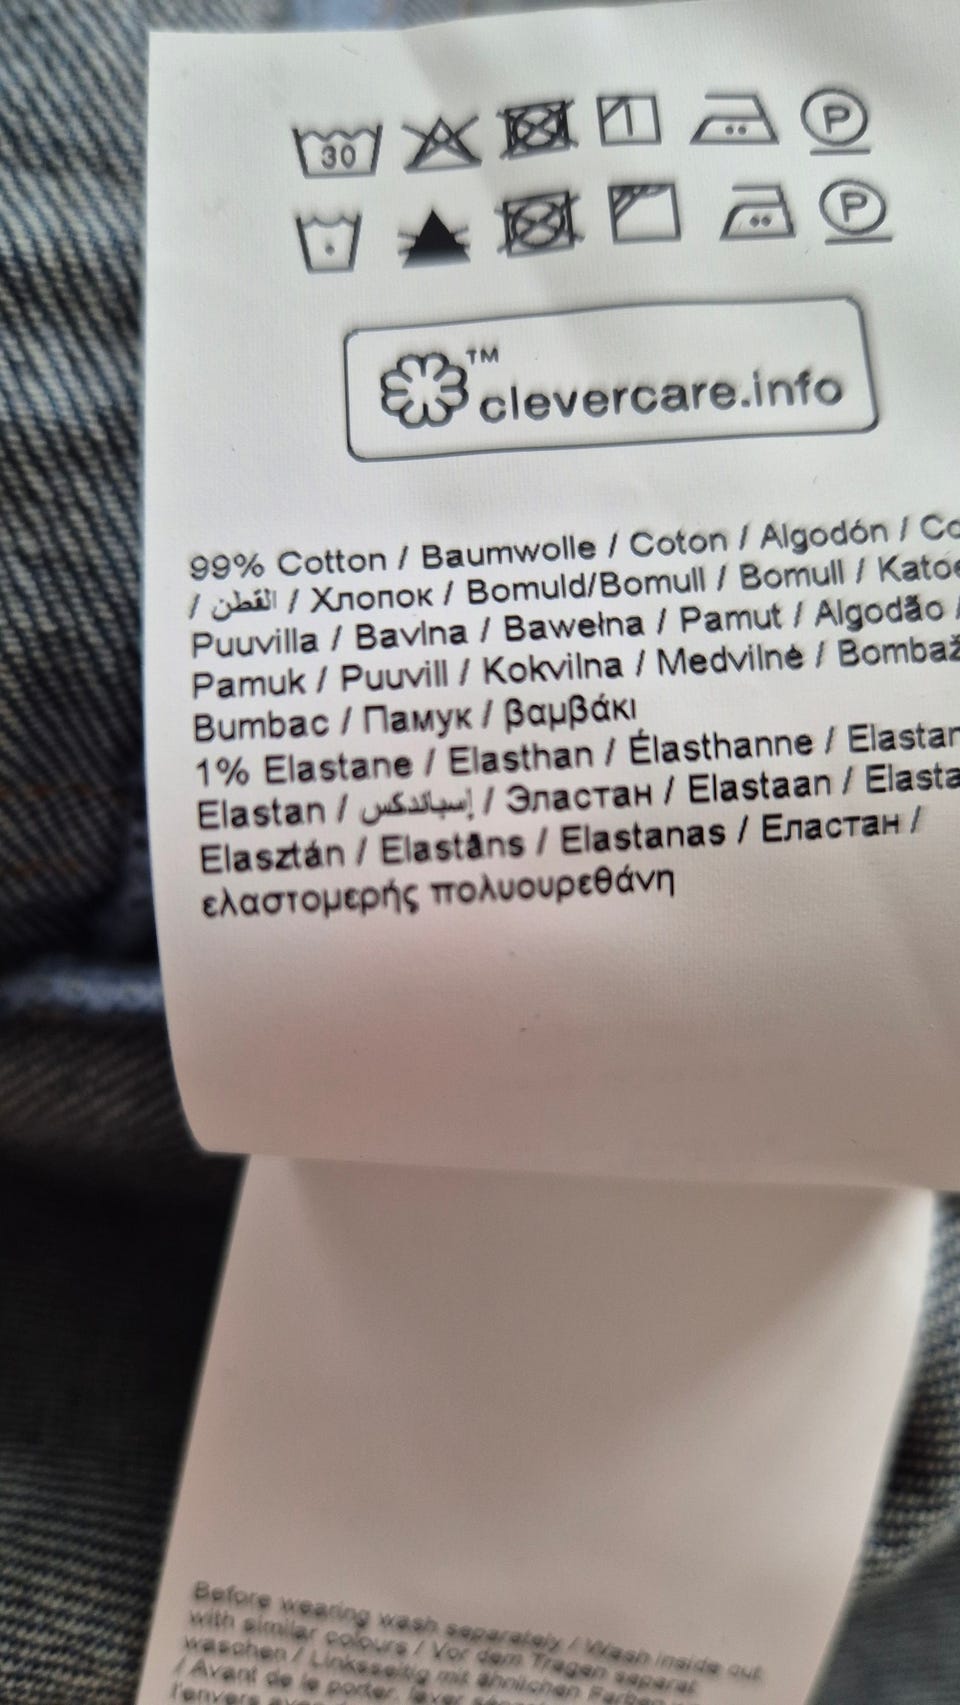 30
P
P
TM
clevercare.info
99% Cotton / Baumwolle / Coton / Algodón /
/ القطن / Хлопок / Bomuld/Bomull / Bomull /
Puuvilla / Bavlna / Bawełna / Pamut / Algodão /
Pamuk / Puuvill / Kokvilna / Medvilnė /
Bumbac / Памук / βαμβάκι
1% Elastane / Elasthan / Élasthanne /
Elastan / / Эластан / Elastaan /
Elasztán / Elastāns / Elastanas / Еластан /
ελαστομερής πολυουρεθάνη
Before wearing wash separately / Wash inside out
with similar colours / Vor dem Tragen separat
waschen / Linksseitig mit ähnlichen Farben
/ Avant de le porter, laver
l'envers